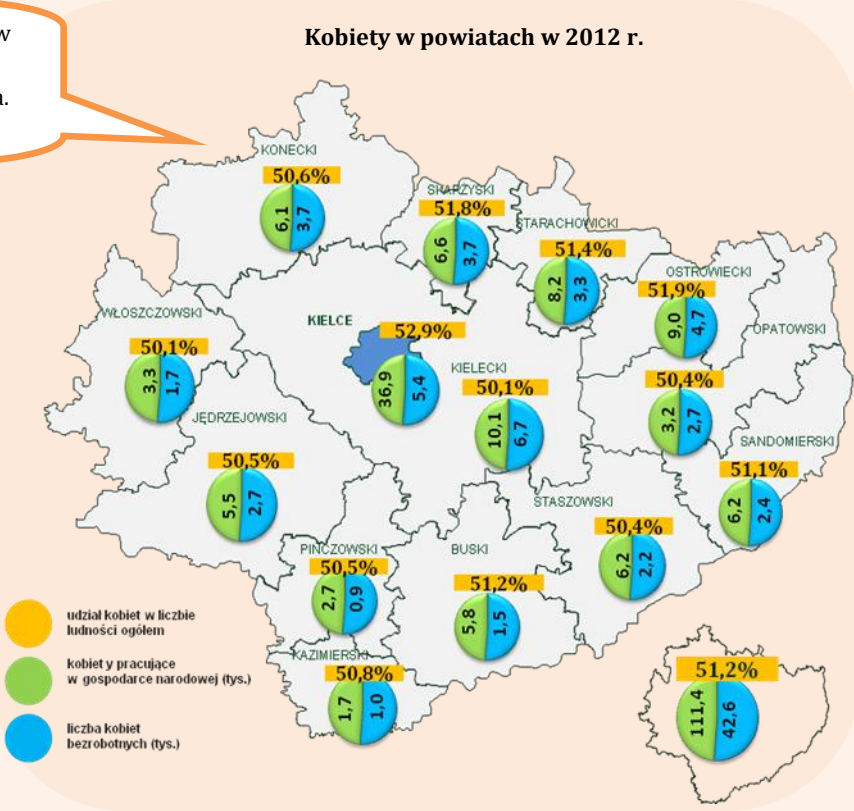 w
n.
Kobiety w powiatach w 2012 r.
KONECKI
50,6%
6,1
3,7
SKARŻYSKI
51,8%
6,6
3,7
STARACHOWICKI
51,4%
8,2
3,3
OSTROWIECKI
51,9%
9,0
4,7
OPATOWSKI
50,4%
3,2
2,7
WŁOSZCZOWSKI
50,1%
3,3
1,7
KIELCE
52,9%
36,9
5,4
KIELECKI
50,1%
10,1
6,7
SANDOMIERSKI
51,1%
6,2
2,4
JĘDRZEJOWSKI
50,5%
5,5
2,7
STASZOWSKI
50,4%
6,2
2,2
PIŃCZOWSKI
50,5%
2,7
0,9
BUSKI
51,2%
5,8
1,5
KAZIMIERSKI
50,8%
1,7
1,0
51,2%
111,4
42,6
udział kobiet w liczbie
ludności ogółem
kobiety pracujące
w gospodarce narodowej (tys.)
liczba kobiet
bezrobotnych (tys.)